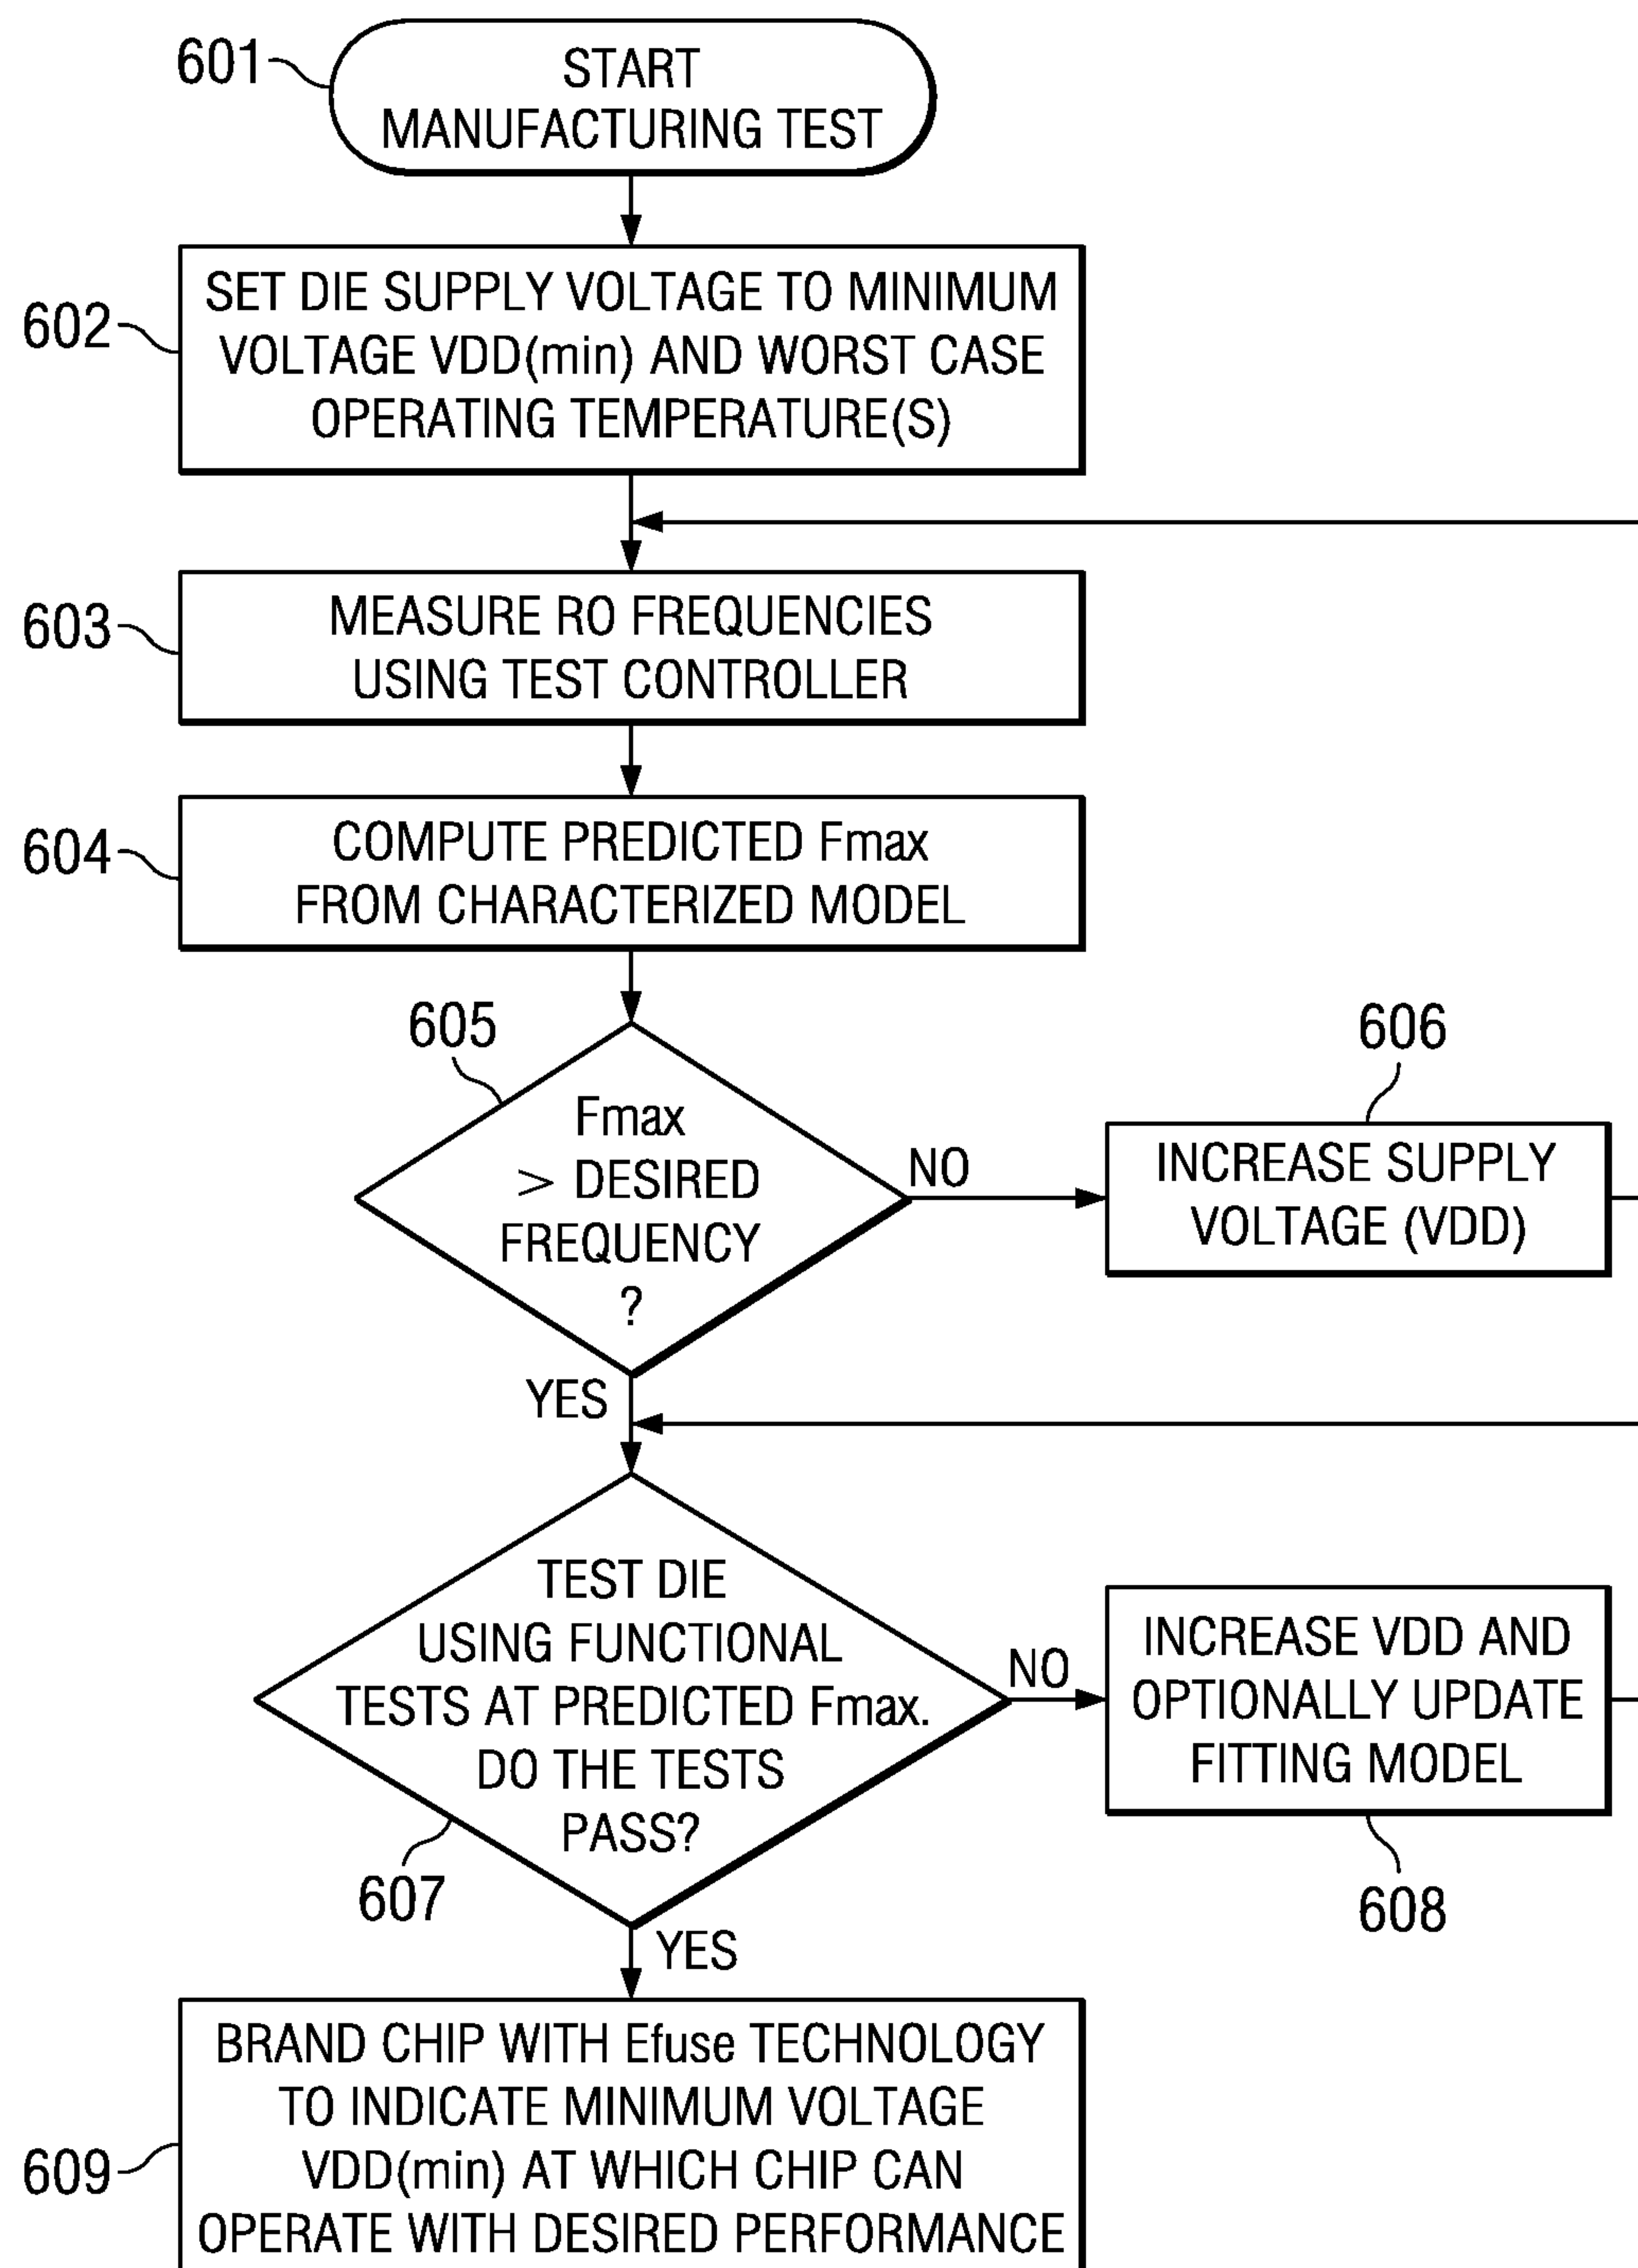 601
START
MANUFACTURING TEST
602
SET DIE SUPPLY VOLTAGE TO MINIMUM
VOLTAGE VDD(min) AND WORST CASE
OPERATING TEMPERATURE(S)
603
MEASURE RO FREQUENCIES
USING TEST CONTROLLER
604
COMPUTE PREDICTED Fmax
FROM CHARACTERIZED MODEL
605
Fmax
> DESIRED
FREQUENCY
?
NO
606
INCREASE SUPPLY
VOLTAGE (VDD)
YES
TEST DIE
USING FUNCTIONAL
TESTS AT PREDICTED Fmax.
DO THE TESTS
PASS?
607
NO
INCREASE VDD AND
OPTIONALLY UPDATE
FITTING MODEL
608
YES
609
BRAND CHIP WITH Efuse TECHNOLOGY
TO INDICATE MINIMUM VOLTAGE
VDD(min) AT WHICH CHIP CAN
OPERATE WITH DESIRED PERFORMANCE